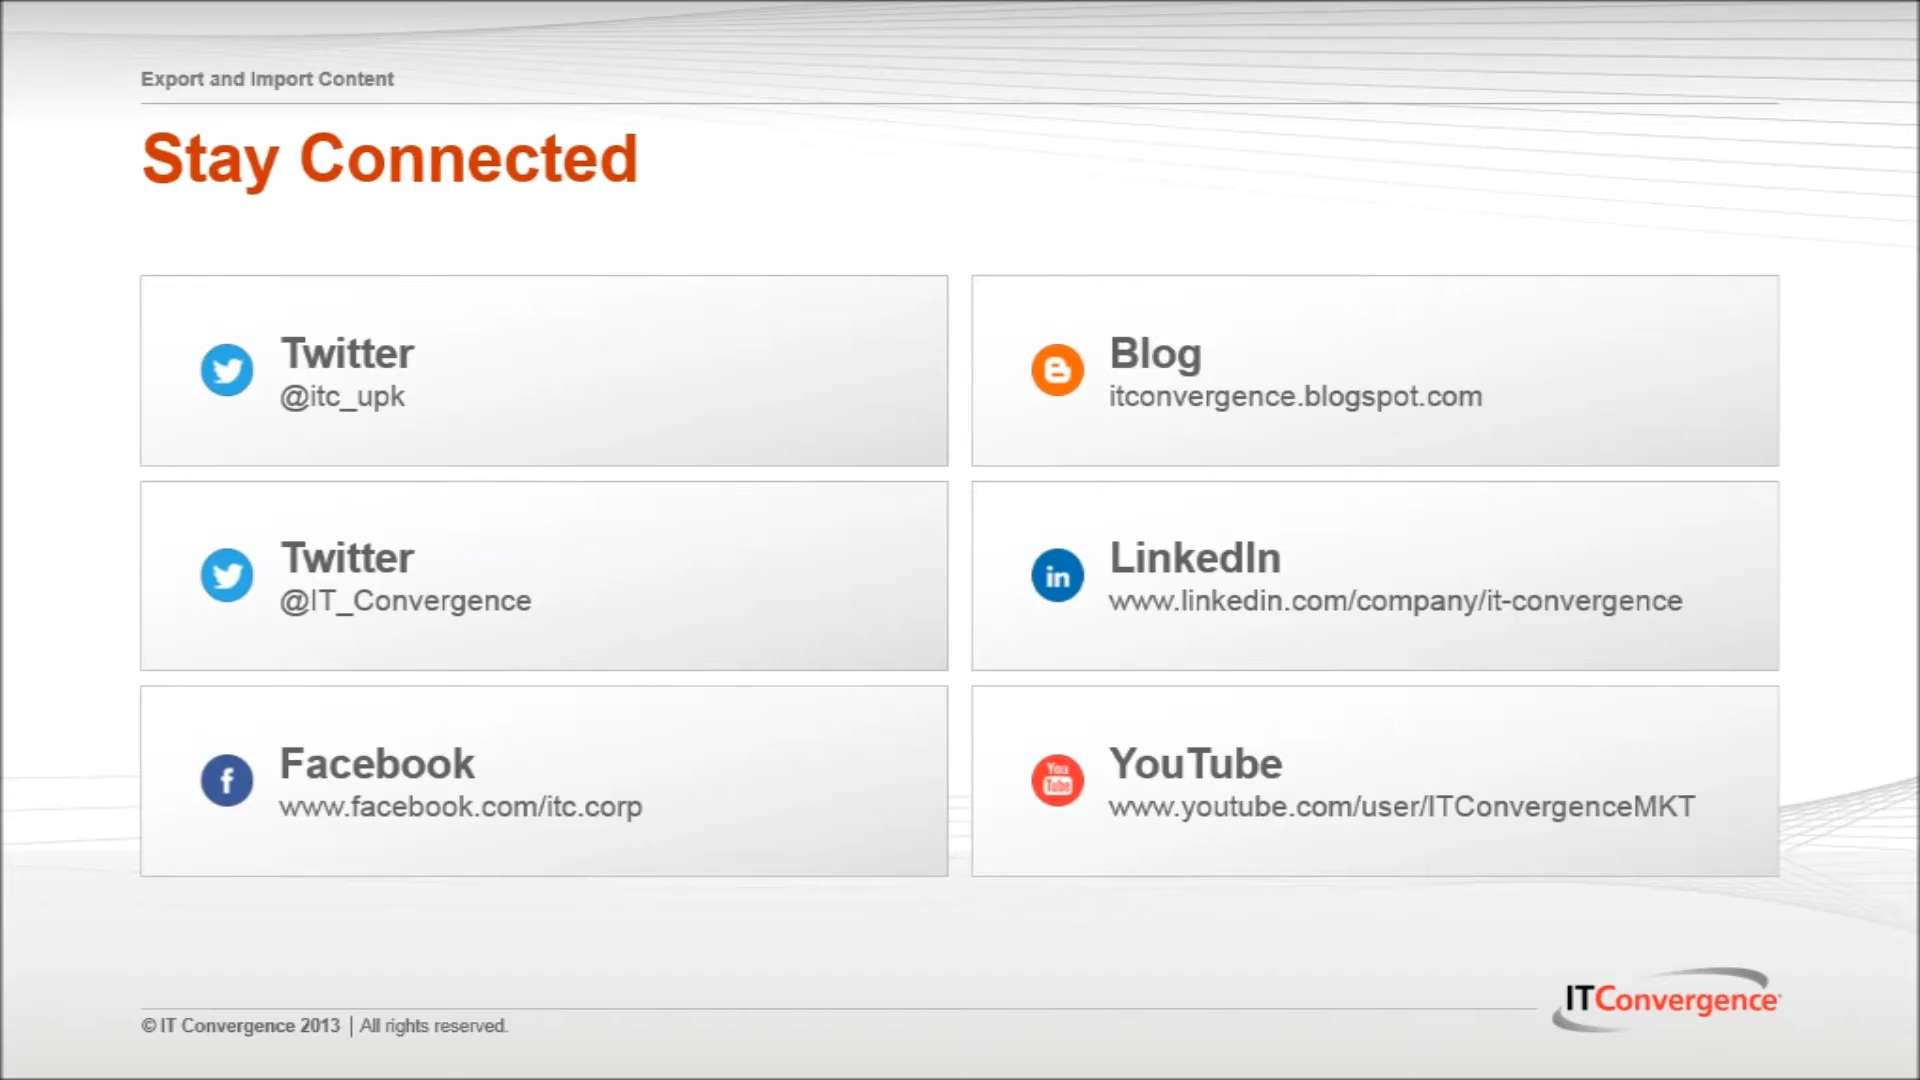 Export and Import Content
Stay Connected
Twitter
@itc_upk
Blog
itconvergence.blogspot.com
Twitter
@IT_Convergence
LinkedIn
www.linkedin.com/company/it-convergence
Facebook
www.facebook.com/itc.corp
YouTube
www.youtube.com/user/ITConvergenceMKT
© IT Convergence 2013 | All rights reserved.
ITConvergence